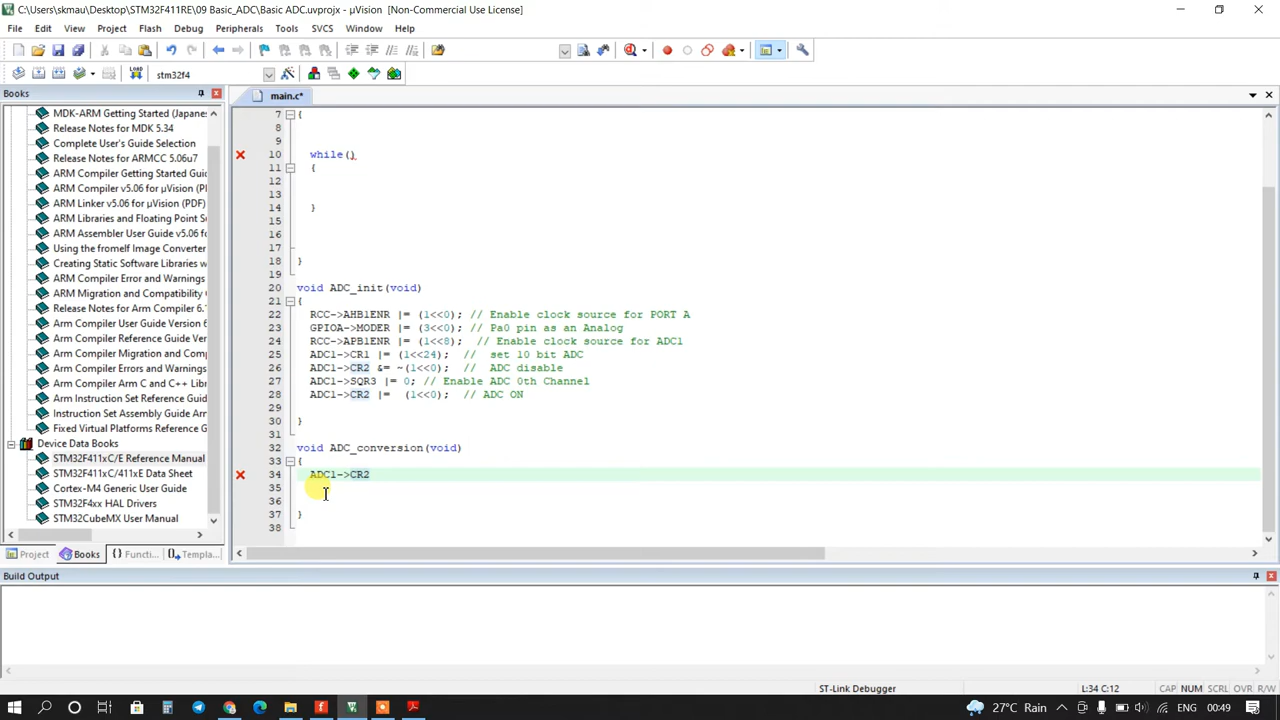 C:\Users\skmau\Desktop\STM32F411RE\09 Basic_ADC\Basic ADC.uvprojx - µVision [Non-Commercial Use License]
File Edit View Project Flash Debug Peripherals Tools SVCS Window Help
LOAD stm32f4
Books
main.c*
MDK-ARM Getting Started (Japanes
Release Notes for MDK 5.34
Complete User's Guide Selection
Release Notes for ARMCC 5.06u7
ARM Compiler Getting Started (P
ARM Compiler v5.06 for µVision (P
ARM Linker v5.06 for µVision (PDF)
ARM Libraries and Floating Point Su
ARM Assembler User Guide v5.06
Using the fromelf Image Converter
Creating Static Software Libraries w
ARM Compiler Error and Warnings
ARM Migration and Compatibility
Release Notes for Arm Compiler 6.
Arm Compiler User Guide Version 6
Arm Compiler Reference Guide Ver
Arm Compiler Migration and Comp
Arm Compiler Errors and Warnings
Arm Compiler Arm C and C++ Libra
Arm Instruction Set Reference Guid
Instruction Set Assembly Guide Arm
Fixed Virtual Platforms Reference G
Device Data Books
STM32F411xC/E Reference Manual
STM32F411xC/411xE Data Sheet
Cortex-M4 Generic User Guide
STM32F4xx HAL Drivers
STM32CubeMX User Manual
Project Books {} Functi... Templa...
7 {
8
9
10 while()
11 {
12
13
14 }
15
16
17
18 }
19
20 void ADC_init(void)
21 {
22 RCC->AHB1ENR |= (1<<0); // Enable clock source for PORT A
23 GPIOA->MODER |= (3<<0); // Pa0 pin as an Analog
24 RCC->APB1ENR |= (1<<8); // Enable clock source for ADC1
25 ADC1->CR1 |= (1<<24); // set 10 bit ADC
26 ADC1->CR2 &= ~(1<<0); // ADC disable
27 ADC1->SQR3 |= 0; // Enable ADC 0th Channel
28 ADC1->CR2 |= (1<<0); // ADC ON
29
30 }
31
32 void ADC_conversion(void)
33 {
34 ADC1->CR2
35
36
37 }
38
Build Output
ST-Link Debugger L:34 C:12 CAP NUM SCRL OVR R/W
27°C Rain ENG 00:49